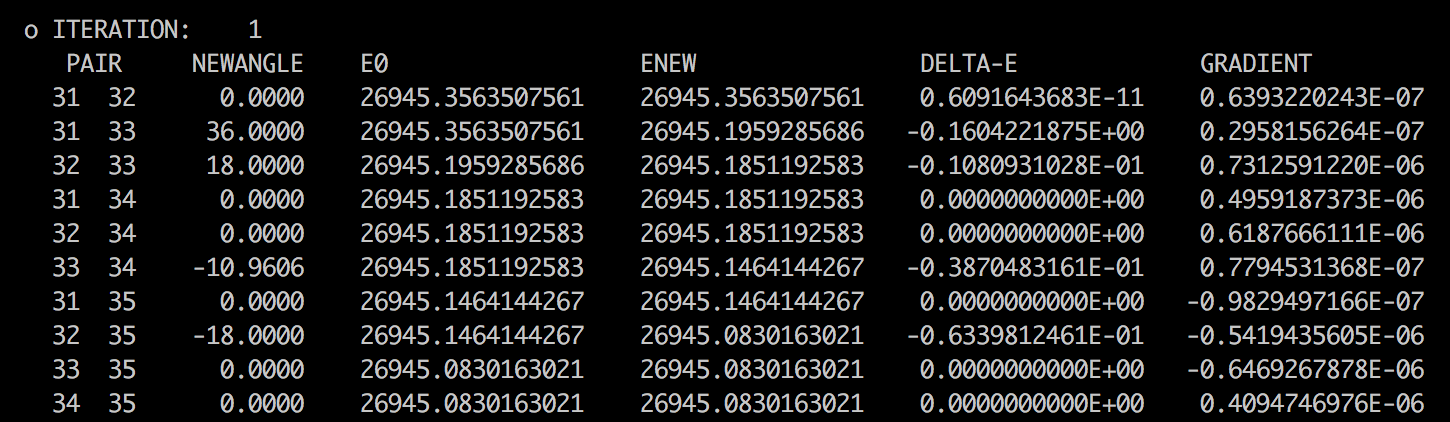 o ITERATION:    1
   PAIR     NEWANGLE    E0                  ENEW                DELTA-E             GRADIENT
  31  32      0.0000    26945.3563507561    26945.3563507561    0.6091643683E-11    0.6393220243E-07
  31  33     36.0000    26945.3563507561    26945.1959285686   -0.1604221875E+00    0.2958156264E-07
  32  33     18.0000    26945.1959285686    26945.1851192583   -0.1080931028E-01    0.7312591220E-06
  31  34      0.0000    26945.1851192583    26945.1851192583    0.0000000000E+00    0.4959187373E-06
  32  34      0.0000    26945.1851192583    26945.1851192583    0.0000000000E+00    0.6187666111E-06
  33  34    -10.9606    26945.1851192583    26945.1464144267   -0.3870483161E-01    0.7794531368E-07
  31  35      0.0000    26945.1464144267    26945.1464144267    0.0000000000E+00   -0.9829497166E-07
  32  35    -18.0000    26945.1464144267    26945.0830163021   -0.6339812461E-01   -0.5419435605E-06
  33  35      0.0000    26945.0830163021    26945.0830163021    0.0000000000E+00   -0.6469267878E-06
  34  35      0.0000    26945.0830163021    26945.0830163021    0.0000000000E+00    0.4094746976E-06